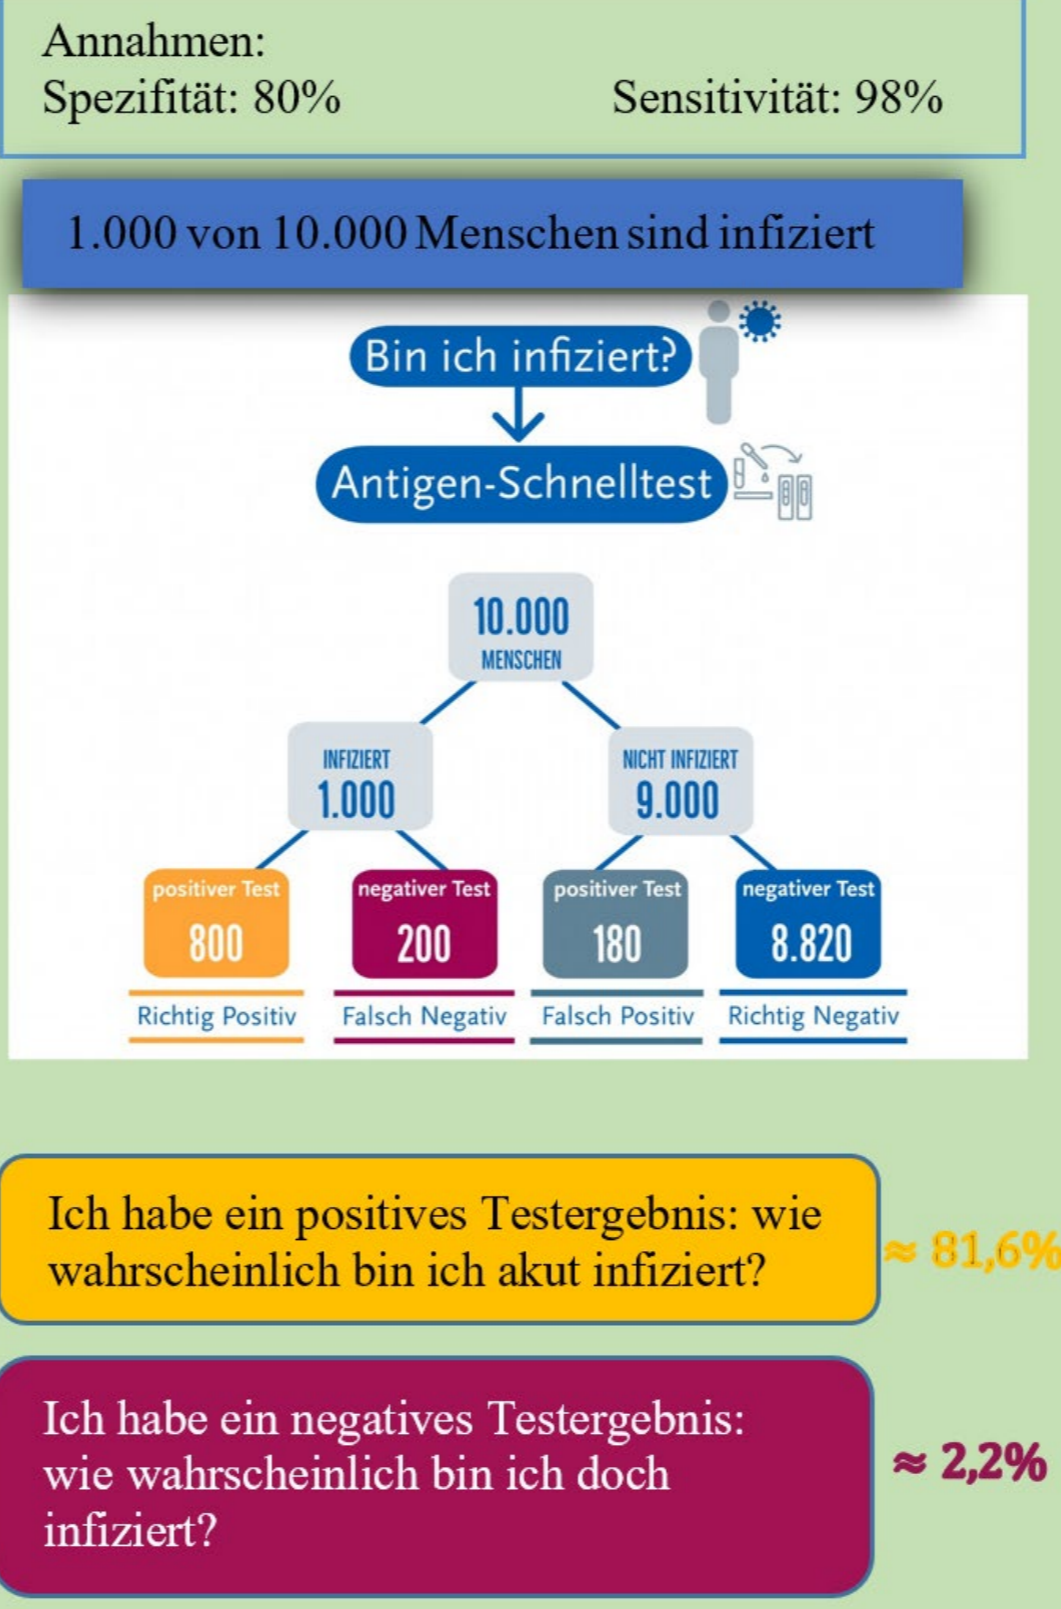 Annahmen:
Spezifität: 80% Sensitivität: 98%
1.000 von 10.000 Menschen sind infiziert
Bin ich infiziert?
Antigen-Schnelltest
10.000
MENSCHEN
INFIZIERT
1.000
NICHT INFIZIERT
9.000
positiver Test
800
negativer Test
200
positiver Test
180
negativer Test
8.820
Richtig Positiv
Falsch Negativ
Falsch Positiv
Richtig Negativ
Ich habe ein positives Testergebnis: wie
wahrscheinlich bin ich akut infiziert?
≈ 81,6%
Ich habe ein negatives Testergebnis:
wie wahrscheinlich bin ich doch
infiziert?
≈ 2,2%